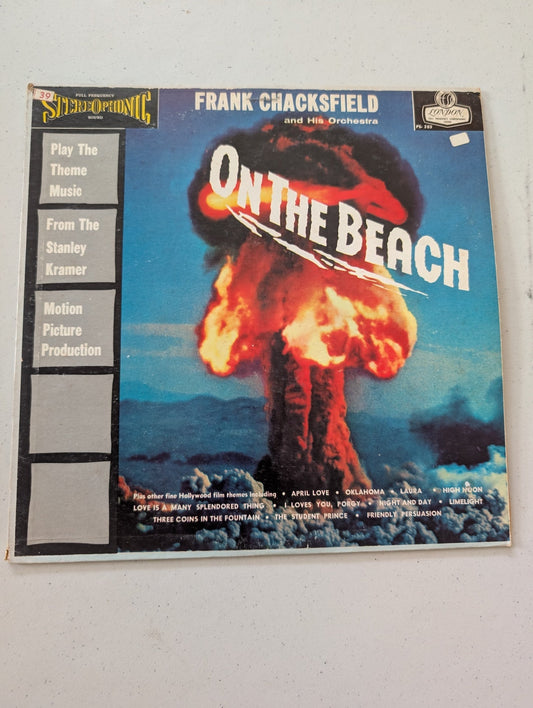 39
FULL FREQUENCY
STEREOPHONIC
SOUND
FRANK CHACKSFIELD
and His Orchestra
LONDON
PS 203
ON THE BEACH
Play The
Theme
Music
From The
Stanley
Kramer
Motion
Picture
Production
Plus other fine Hollywood film themes including • APRIL LOVE • OKLAHOMA • LAURA • HIGH NOON
LOVE IS A MANY SPLENDORED THING • I LOVES YOU, PORGY • NIGHT AND DAY • LIMELIGHT
THREE COINS IN THE FOUNTAIN • THE STUDENT PRINCE • FRIENDLY PERSUASION